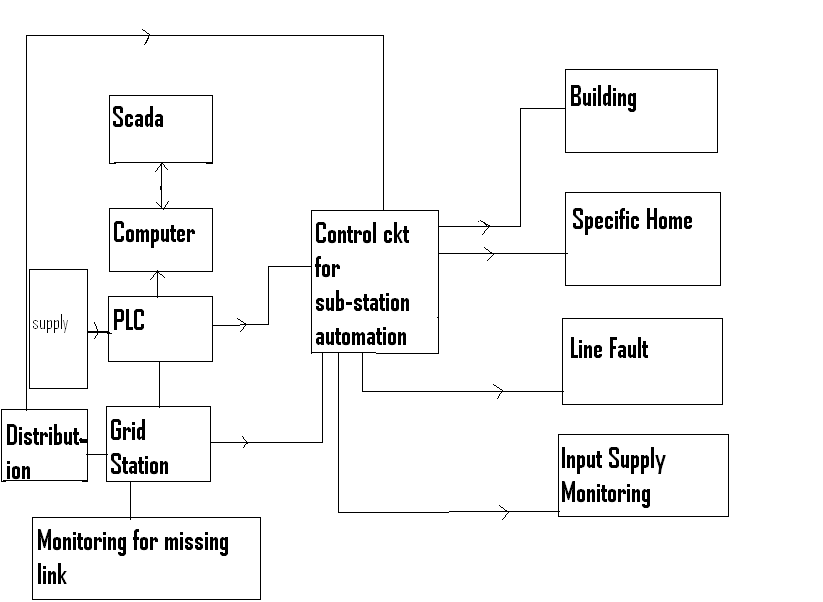 Scada
Computer
supply
PLC
Distribut-
ion
Grid
Station
Monitoring for missing
link
Control ckt
for
sub-station
automation
Building
Specific Home
Line Fault
Input Supply
Monitoring